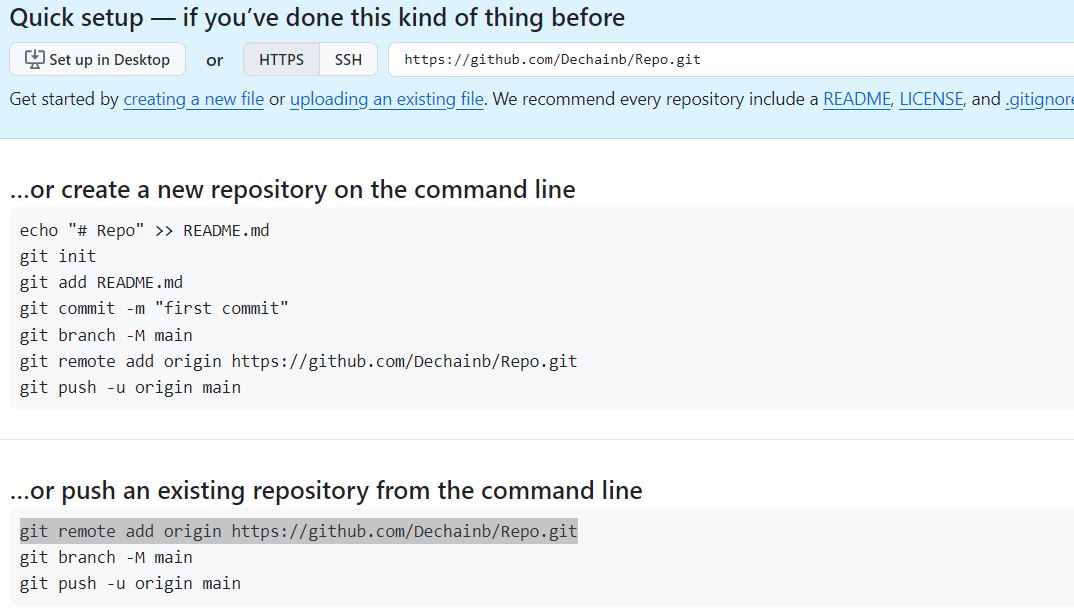 Quick setup — if you’ve done this kind of thing before
Set up in Desktop or HTTPS SSH https://github.com/Dechainb/Repo.git
Get started by creating a new file or uploading an existing file. We recommend every repository include a README, LICENSE, and .gitignore
...or create a new repository on the command line
echo "# Repo" >> README.md
git init
git add README.md
git commit -m "first commit"
git branch -M main
git remote add origin https://github.com/Dechainb/Repo.git
git push -u origin main
...or push an existing repository from the command line
git remote add origin https://github.com/Dechainb/Repo.git
git branch -M main
git push -u origin main